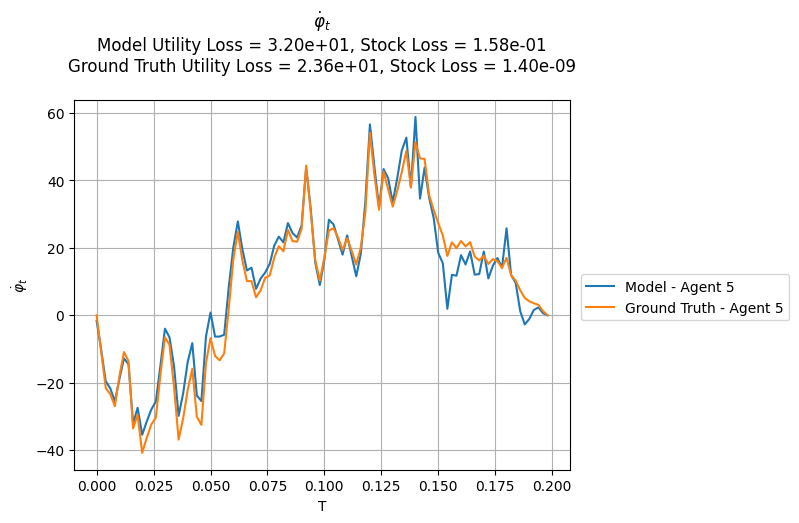 φ̇ₜ
Model Utility Loss = 3.20e+01, Stock Loss = 1.58e-01
Ground Truth Utility Loss = 2.36e+01, Stock Loss = 1.40e-09
60
40
20
0
−20
−40
φ̇ₜ
0.000 0.025 0.050 0.075 0.100 0.125 0.150 0.175 0.200
T
Model - Agent 5
Ground Truth - Agent 5